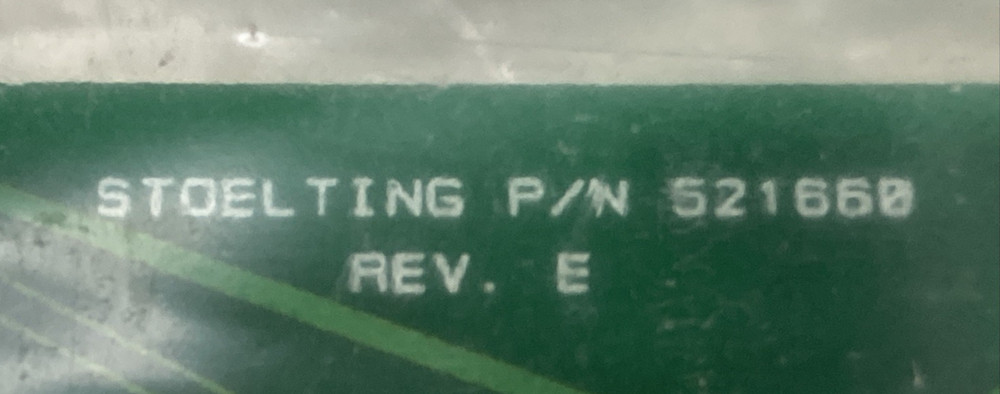 STOELTING P/N 521660
REV. E